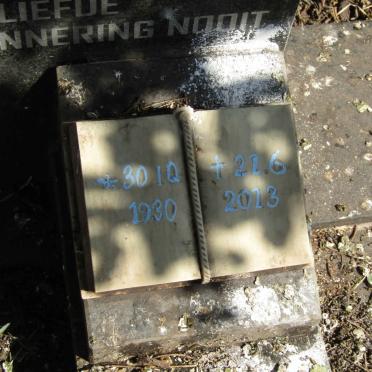 LIEFDE
NNERING NOOIT
* 30 10
1930
† 21.6
2013